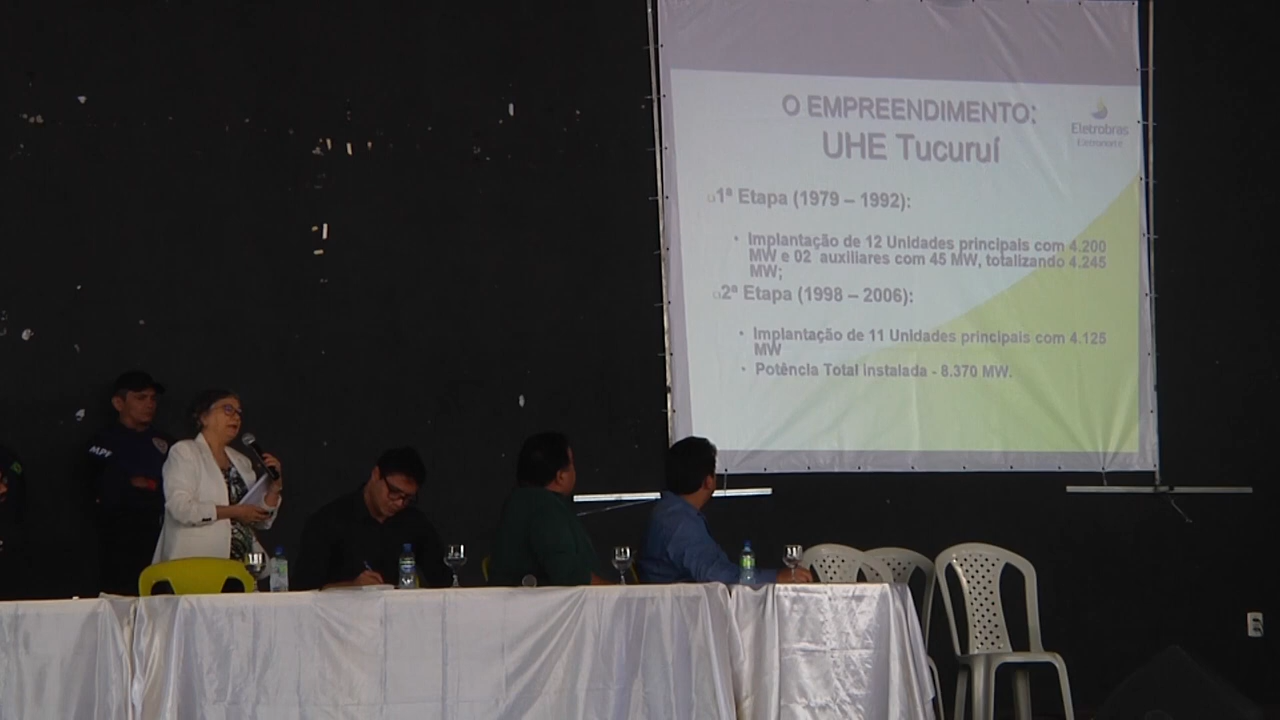 O EMPREENDIMENTO:
UHE Tucuruí
Eletrobras
Eletronorte
1ª Etapa (1979 – 1992):
• Implantação de 12 Unidades principais com 4.200
MW e 02 auxiliares com 45 MW, totalizando 4.245
MW;
2ª Etapa (1998 – 2006):
• Implantação de 11 Unidades principais com 4.125
MW
• Potência Total instalada - 8.370 MW.
MPF